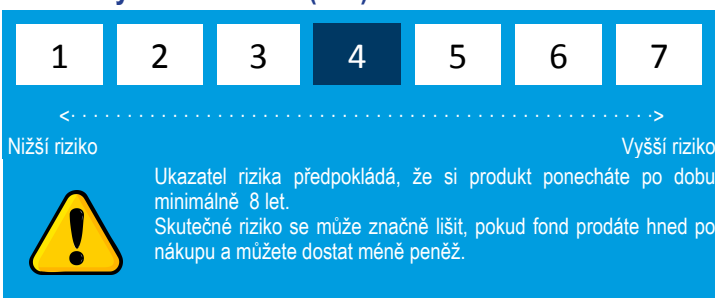 1 2 3 4 5 6 7
Nižší riziko Vyšší riziko
Ukazatel rizika předpokládá, že si produkt ponecháte po dobu
minimálně 8 let.
Skutečné riziko se může značně lišit, pokud fond prodáte hned po
nákupu a můžete dostat méně peněž.